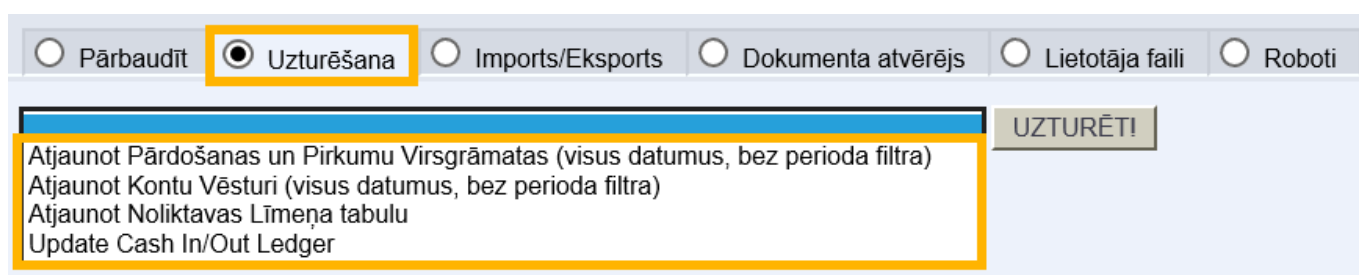 Pārbaudīt Uzturēšana Imports/Eksports Dokumenta atvērējs Lietotāja faili Roboti
UZTURĒT!
Atjaunot Pārdošanas un Pirkumu Virsgrāmatas (visus datumus, bez perioda filtra)
Atjaunot Kontu Vēsturi (visus datumus, bez perioda filtra)
Atjaunot Noliktavas Līmeņa tabulu
Update Cash In/Out Ledger